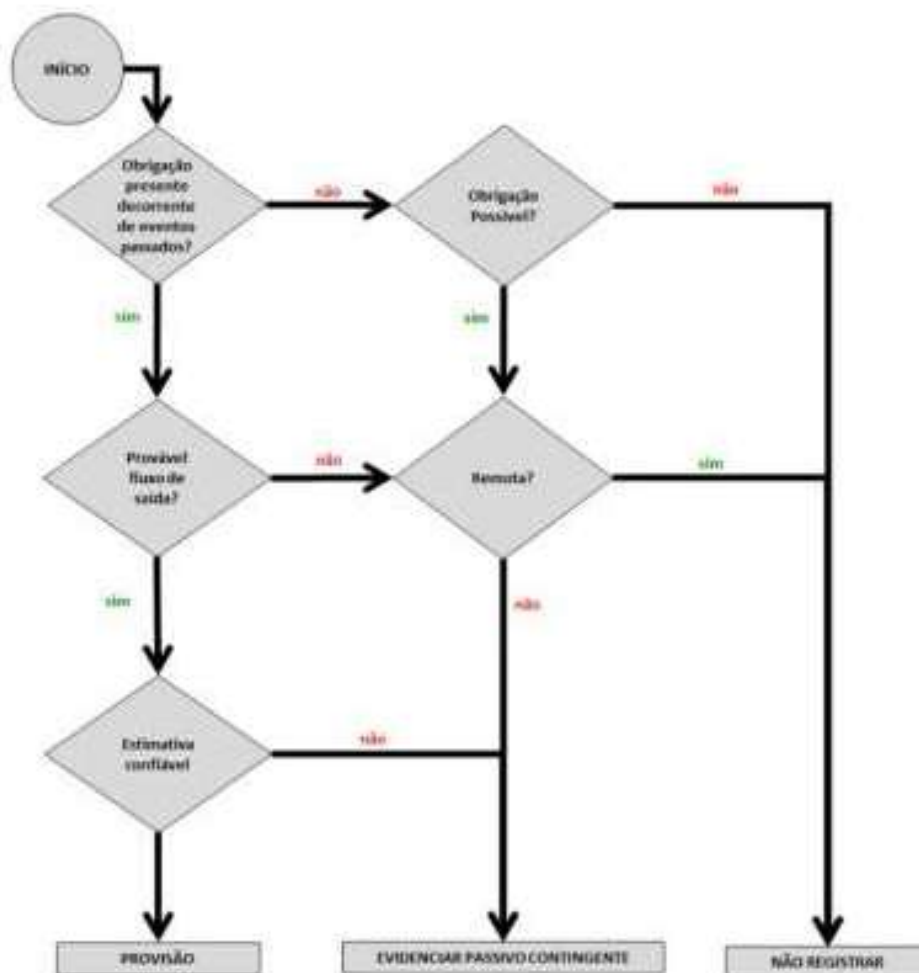 INÍCIO
Obrigação
presente
decorrente
de eventos
passados?
não
Obrigação
Possível?
não
sim
sim
Provável
fluxo de
saída?
não
Remota?
sim
sim
não
Estimativa
confiável
não
PROVISÃO
EVIDENCIAR PASSIVO CONTINGENTE
NÃO REGISTRAR